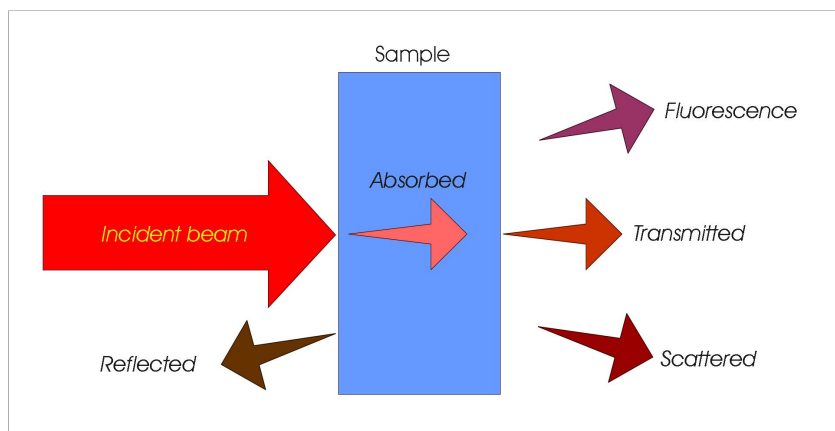 Sample
Fluorescence
Absorbed
Incident beam
Transmitted
Reflected
Scattered